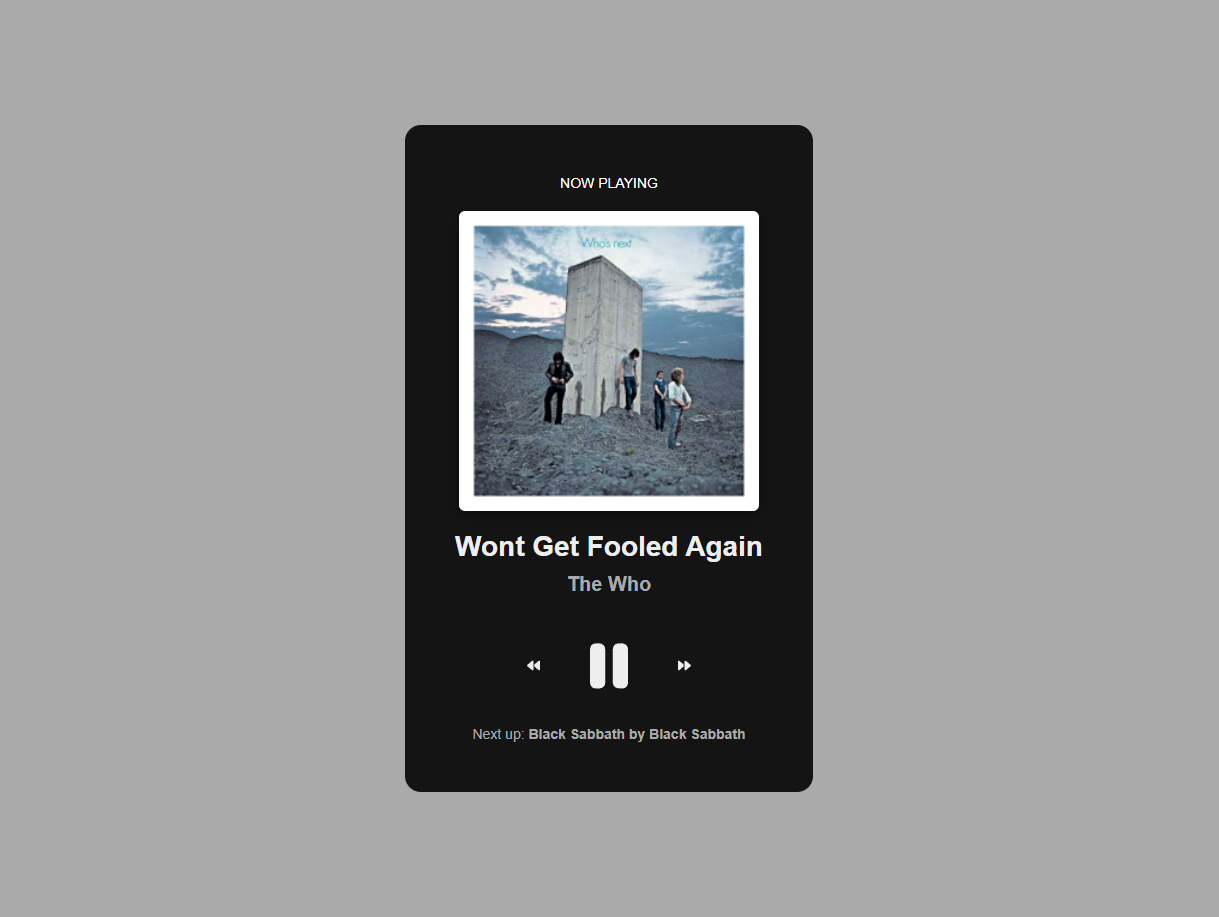 NOW PLAYING
Who's next
Wont Get Fooled Again
The Who
Next up: Black Sabbath by Black Sabbath